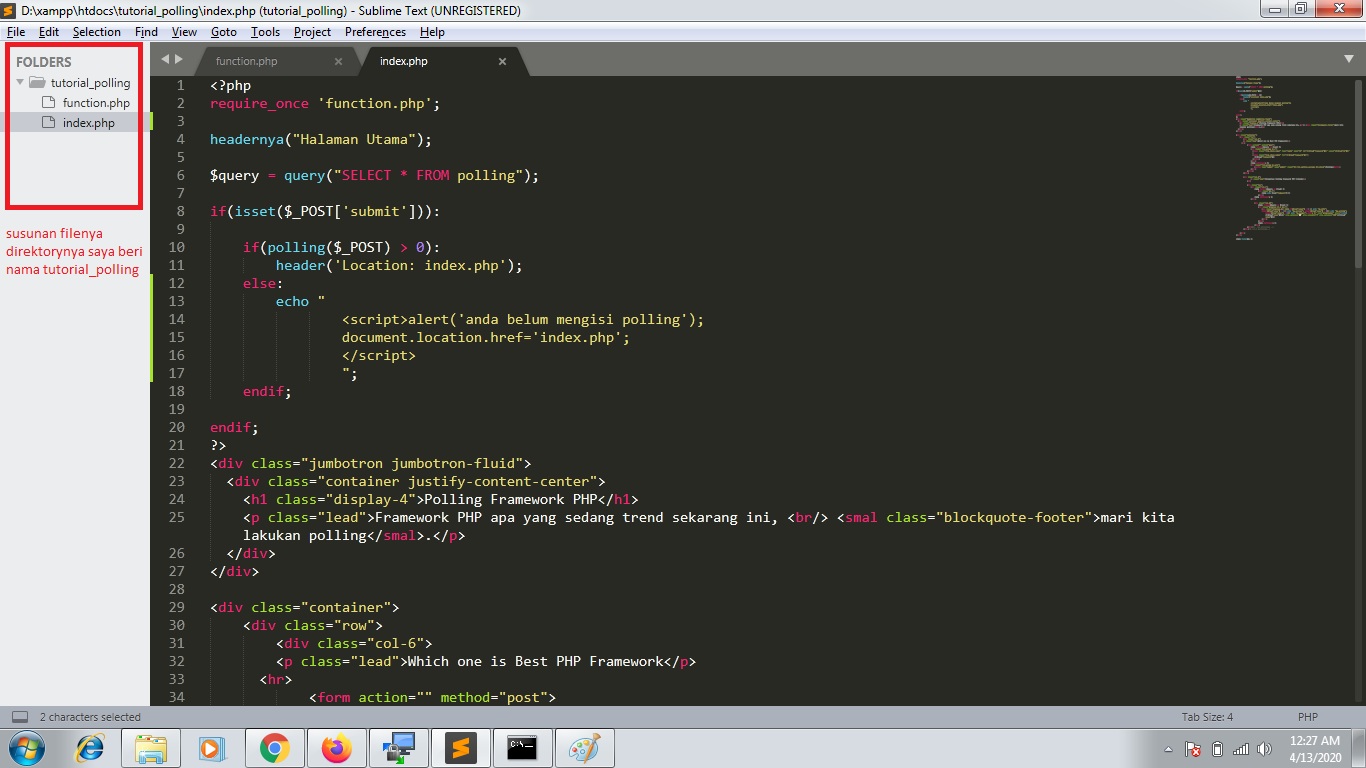 D:\xampp\htdocs\tutorial_polling\index.php (tutorial_polling) - Sublime Text (UNREGISTERED)
File Edit Selection Find View Goto Tools Project Preferences Help
FOLDERS
tutorial_polling
function.php
index.php
susunan filenya
direktorynya saya beri
nama tutorial_polling
function.php index.php
1 <?php
2 require_once 'function.php';
3
4 headernya("Halaman Utama");
5
6 $query = query("SELECT * FROM polling");
7
8 if(isset($_POST['submit'])):
9
10 if(polling($_POST) > 0):
11 header('Location: index.php');
12 else:
13 echo "
14 <script>alert('anda belum mengisi polling');
15 document.location.href='index.php';
16 </script>
17 ";
18 endif;
19
20 endif;
21 ?>
22 <div class="jumbotron jumbotron-fluid">
23 <div class="container justify-content-center">
24 <h1 class="display-4">Polling Framework PHP</h1>
25 <p class="lead">Framework PHP apa yang sedang trend sekarang ini, <br/> <smal class="blockquote-footer">mari kita
lakukan polling</smal>.</p>
26 </div>
27 </div>
28
29 <div class="container">
30 <div class="row">
31 <div class="col-6">
32 <p class="lead">Which one is Best PHP Framework</p>
33 <hr>
34 <form action="" method="post">
2 characters selected Tab Size: 4 PHP
12:27 AM
4/13/2020